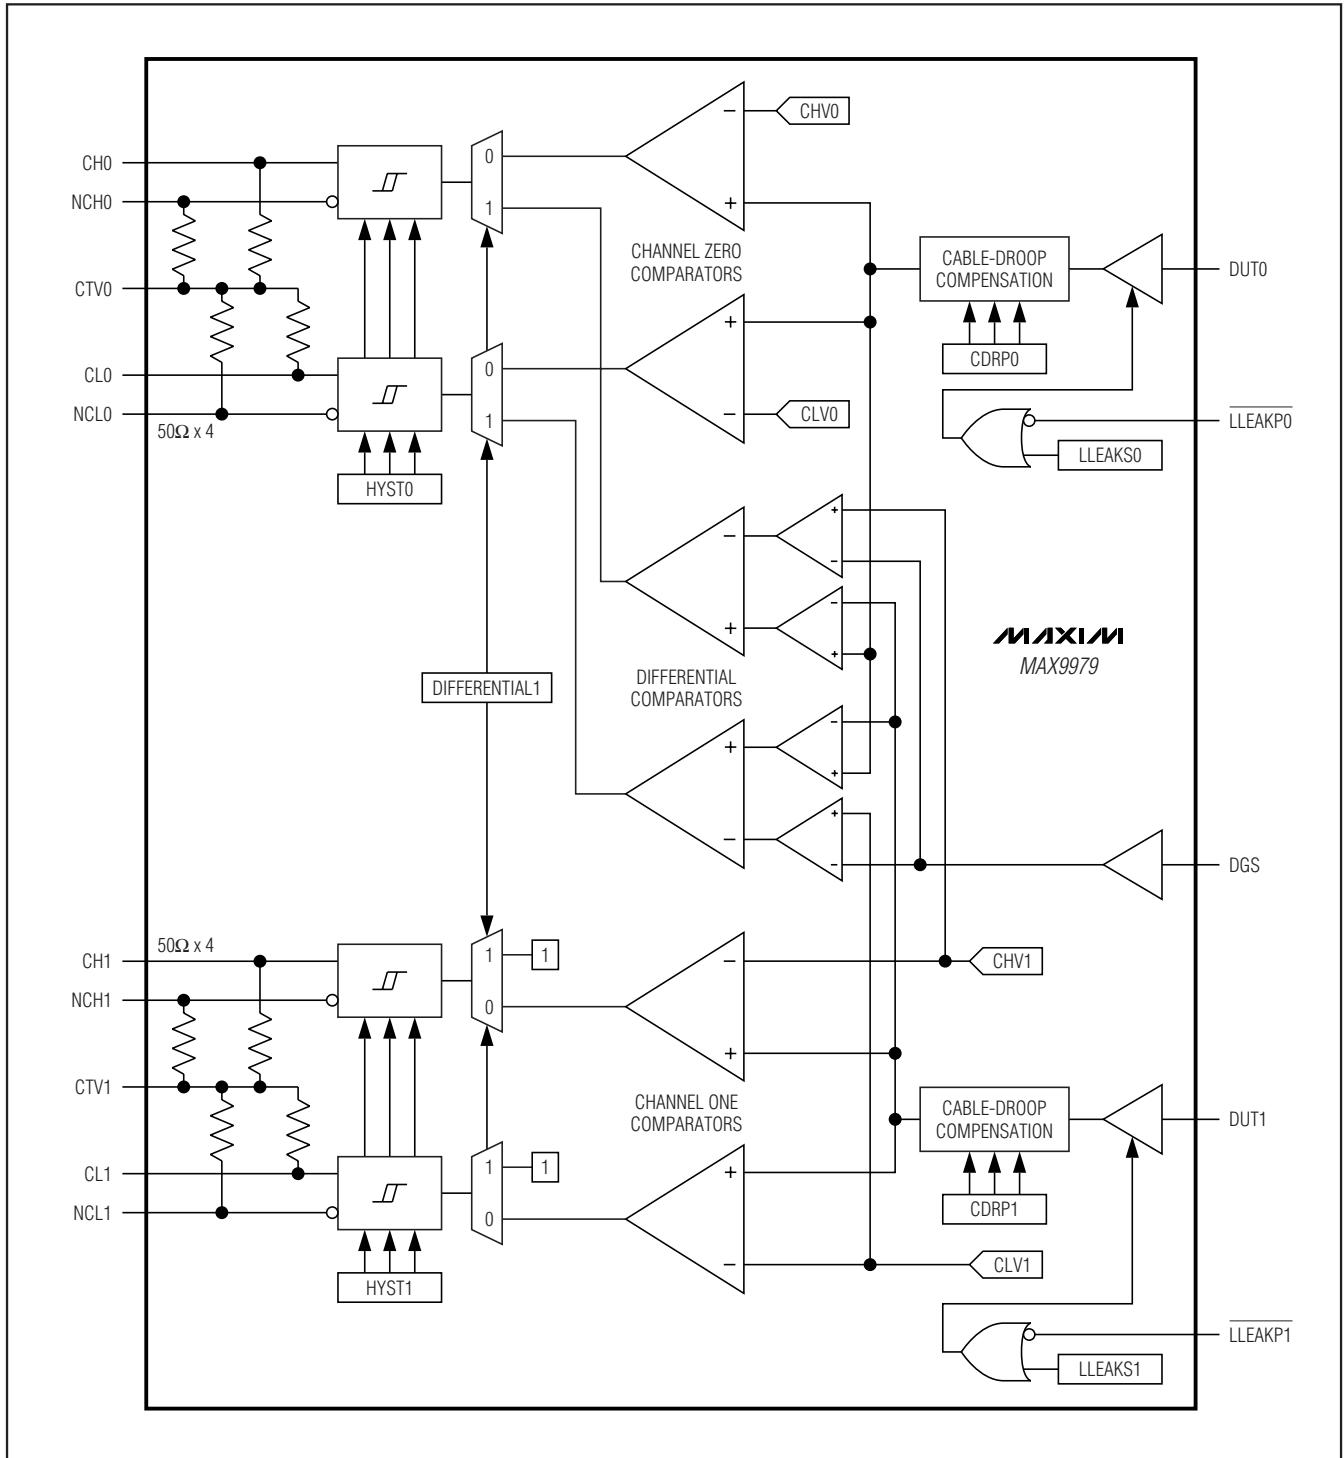 CH0
NCH0
CTV0
CL0
NCL0
50Ω x 4
HYST0
0
1
0
1
CHANNEL ZERO
COMPARATORS
−
+
+
−
CHV0
CLV0
CABLE-DROOP
COMPENSATION
CDRP0
DUT0
LLEAKP0
LLEAKS0
DIFFERENTIAL1
DIFFERENTIAL
COMPARATORS
−
+
+
−
+
−
−
+
−
+
+
−
MAXIM
MAX9979
DGS
CH1
NCH1
CTV1
CL1
NCL1
50Ω x 4
HYST1
1
0
1
0
1
1
CHANNEL ONE
COMPARATORS
−
+
+
−
CHV1
CLV1
CABLE-DROOP
COMPENSATION
CDRP1
DUT1
LLEAKP1
LLEAKS1